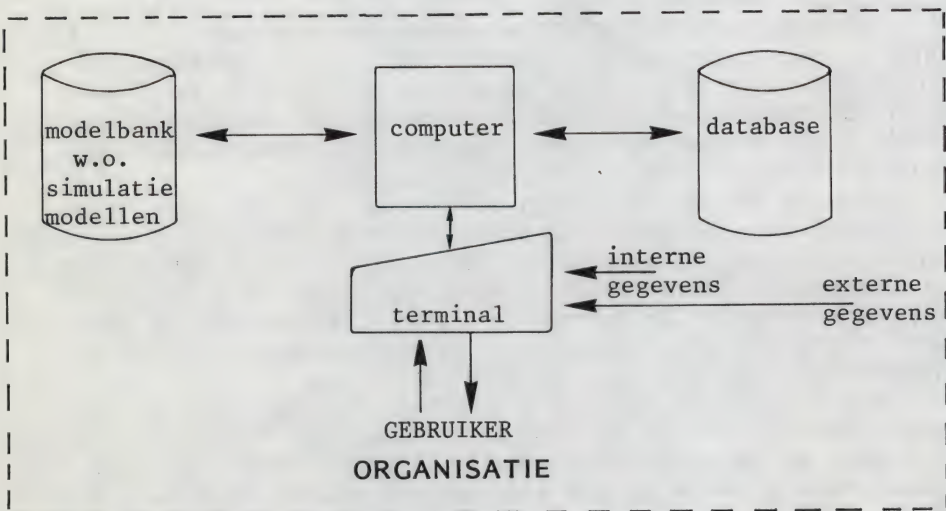 modelbank
w.o.
simulatie
modellen
computer
database
interne
gegevens
externe
gegevens
terminal
GEBRUIKER
ORGANISATIE